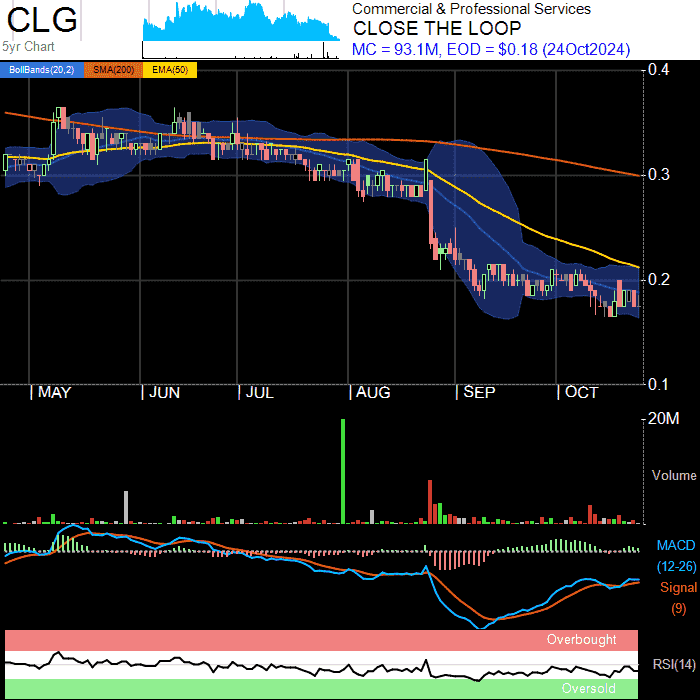 CLG
5yr Chart
Commercial & Professional Services
CLOSE THE LOOP
MC = 93.1M, EOD = $0.18 (24Oct2024)
BollBands(20,2) SMA(200) EMA(50)
0.4
0.3
0.2
0.1
MAY JUN JUL AUG SEP OCT
20M
Volume
MACD
(12-26)
Signal
(9)
Overbought
RSI(14)
Oversold